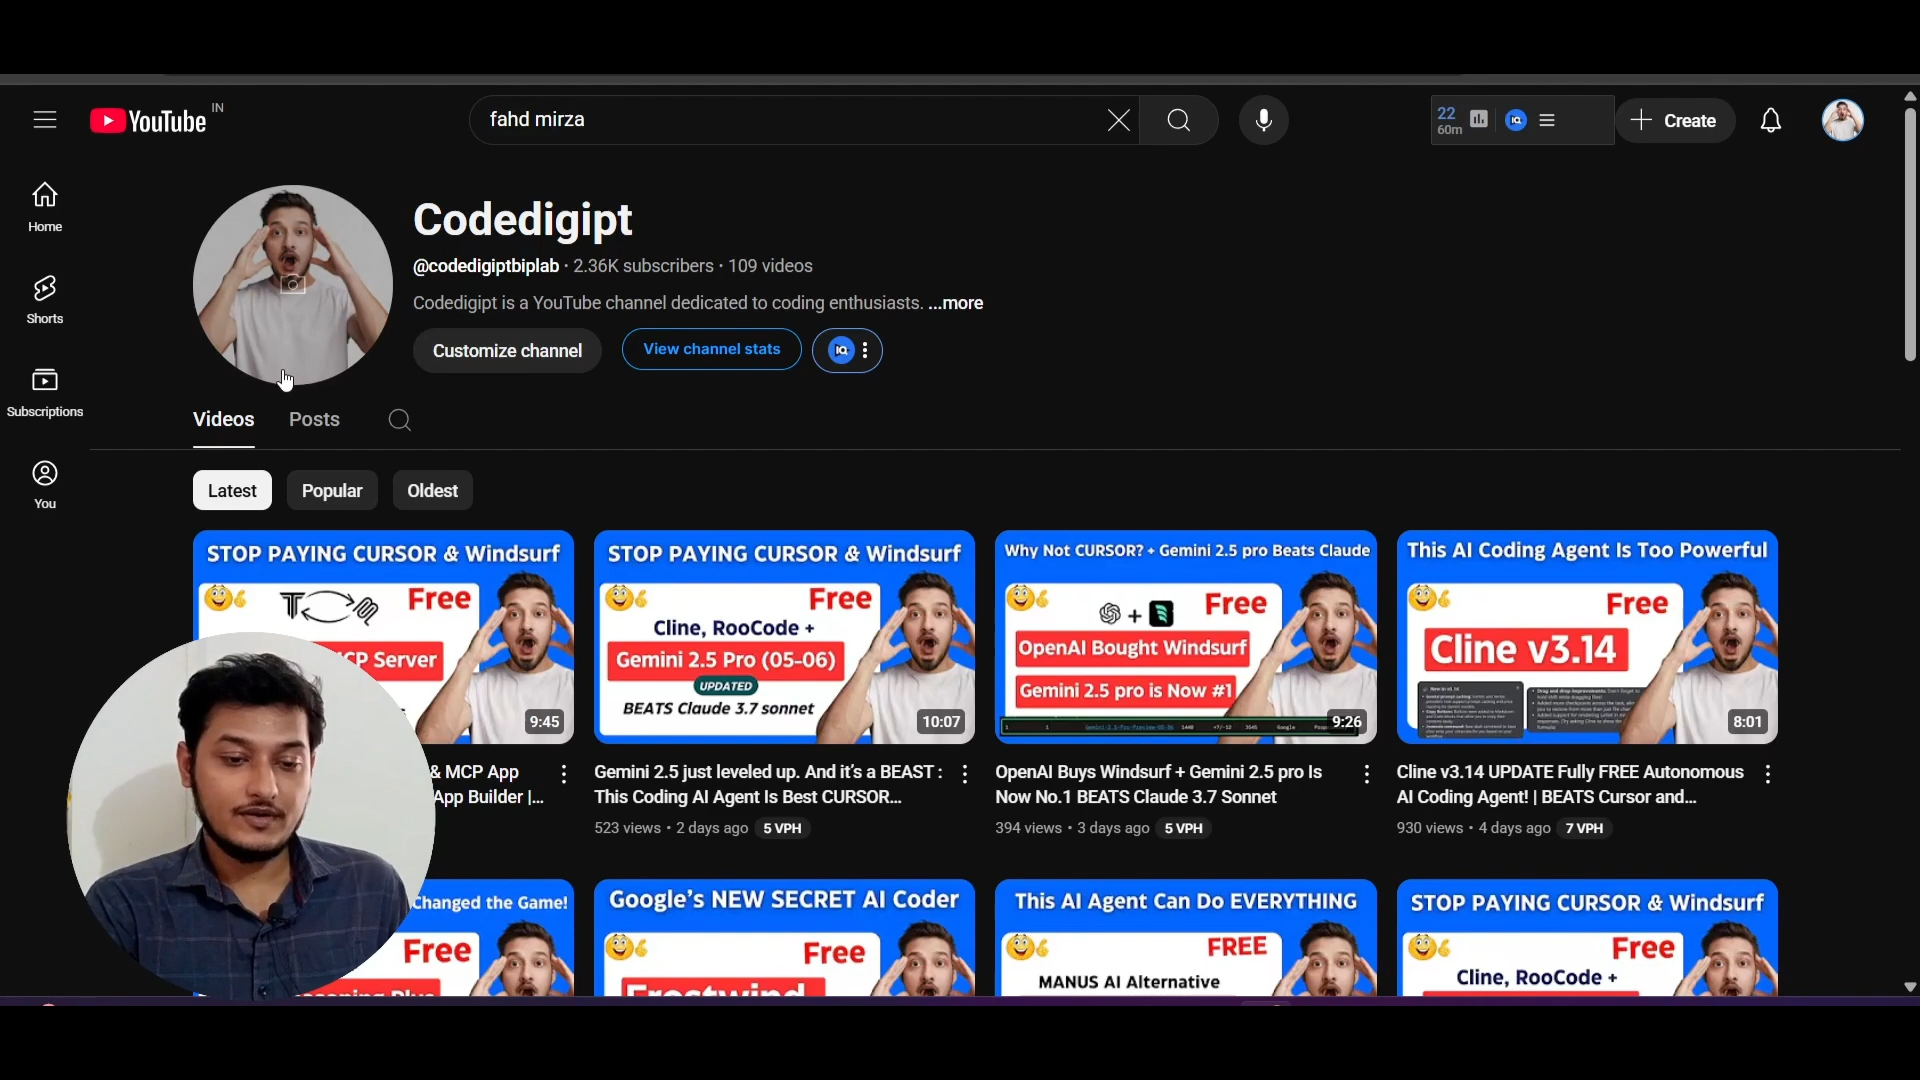 YouTube IN
fahd mirza
22
60m
IQ
Create
Home
Shorts
Subscriptions
You
Codedigipt
@codedigiptbiplab · 2.36K subscribers · 109 videos
Codedigipt is a YouTube channel dedicated to coding enthusiasts. ...more
Customize channel
View channel stats
IQ
Videos
Posts
Latest
Popular
Oldest
STOP PAYING CURSOR & Windsurf
Free
CP Server
9:45
& MCP App
App Builder |...
STOP PAYING CURSOR & Windsurf
Free
Cline, RooCode +
Gemini 2.5 Pro (05-06)
UPDATED
BEATS Claude 3.7 sonnet
10:07
Gemini 2.5 just leveled up. And it's a BEAST :
This Coding AI Agent Is Best CURSOR...
523 views • 2 days ago 5 VPH
Why Not CURSOR? + Gemini 2.5 pro Beats Claude
Free
+
OpenAI Bought Windsurf
Gemini 2.5 pro is Now #1
9:26
OpenAI Buys Windsurf + Gemini 2.5 pro Is
Now No.1 BEATS Claude 3.7 Sonnet
394 views • 3 days ago 5 VPH
This AI Coding Agent Is Too Powerful
Free
Cline v3.14
8:01
Cline v3.14 UPDATE Fully FREE Autonomous
AI Coding Agent! | BEATS Cursor and...
930 views • 4 days ago 7 VPH
Changed the Game!
Free
Google's NEW SECRET AI Coder
Free
Frostwind
This AI Agent Can Do EVERYTHING
FREE
MANUS AI Alternative
STOP PAYING CURSOR & Windsurf
Free
Cline, RooCode +